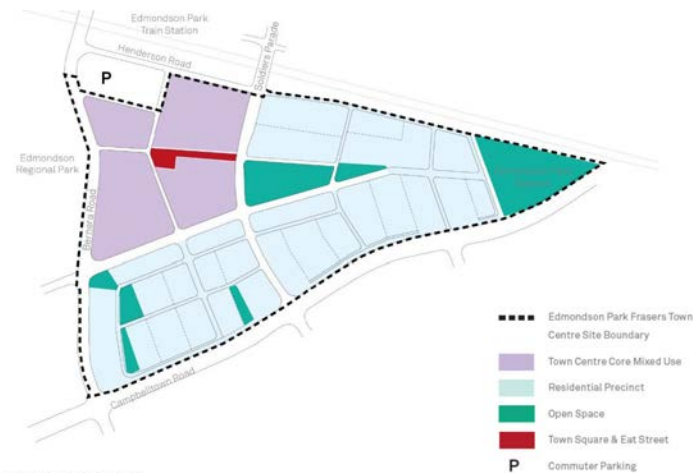 Edmondson Park
Train Station
Henderson Road
Soldiers Parade
P
Edmondson
Regional Park
Bernera Road
Campbelltown Road
Edmondson Park Frasers Town
Centre Site Boundary
Town Centre Core Mixed Use
Residential Precinct
Open Space
Town Square & Eat Street
P Commuter Parking